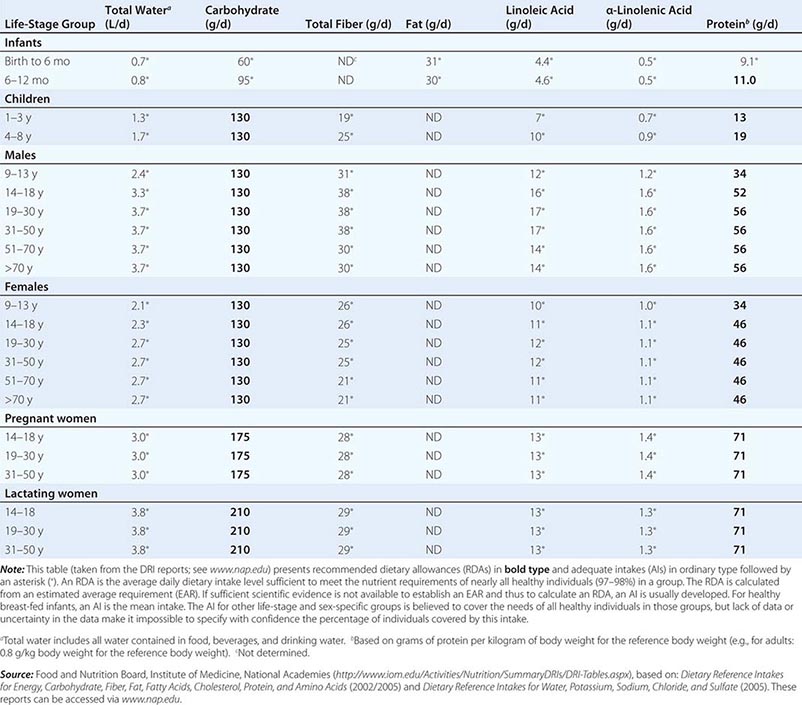 Life-Stage Group Total Waterᵃ (L/d) Carbohydrate (g/d) Total Fiber (g/d) Fat (g/d) Linoleic Acid (g/d) α-Linolenic Acid (g/d) Proteinᵇ (g/d)
Infants
Birth to 6 mo 0.7* 60* NDᶜ 31* 4.4* 0.5* 9.1*
6–12 mo 0.8* 95* ND 30* 4.6* 0.5* 11.0
Children
1–3 y 1.3* 130 19* ND 7* 0.7* 13
4–8 y 1.7* 130 25* ND 10* 0.9* 19
Males
9–13 y 2.4* 130 31* ND 12* 1.2* 34
14–18 y 3.3* 130 38* ND 16* 1.6* 52
19–30 y 3.7* 130 38* ND 17* 1.6* 56
31–50 y 3.7* 130 38* ND 17* 1.6* 56
51–70 y 3.7* 130 30* ND 14* 1.6* 56
>70 y 3.7* 130 30* ND 14* 1.6* 56
Females
9–13 y 2.1* 130 26* ND 10* 1.0* 34
14–18 y 2.3* 130 26* ND 11* 1.1* 46
19–30 y 2.7* 130 25* ND 12* 1.1* 46
31–50 y 2.7* 130 25* ND 12* 1.1* 46
51–70 y 2.7* 130 21* ND 11* 1.1* 46
>70 y 2.7* 130 21* ND 11* 1.1* 46
Pregnant women
14–18 y 3.0* 175 28* ND 13* 1.4* 71
19–30 y 3.0* 175 28* ND 13* 1.4* 71
31–50 y 3.0* 175 28* ND 13* 1.4* 71
Lactating women
14–18 3.8* 210 29* ND 13* 1.3* 71
19–30 y 3.8* 210 29* ND 13* 1.3* 71
31–50 y 3.8* 210 29* ND 13* 1.3* 71
Note: This table (taken from the DRI reports; see www.nap.edu) presents recommended dietary allowances (RDAs) in bold type and adequate intakes (AIs) in ordinary type followed by
an asterisk (*). An RDA is the average daily dietary intake level sufficient to meet the nutrient requirements of nearly all healthy individuals (97–98%) in a group. The RDA is calculated
from an estimated average requirement (EAR). If sufficient scientific evidence is not available to establish an EAR and thus to calculate an RDA, an AI is usually developed. For healthy
breast-fed infants, an AI is the mean intake. The AI for other life-stage and sex-specific groups is believed to cover the needs of all healthy individuals in those groups, but lack of data or
uncertainty in the data make it impossible to specify with confidence the percentage of individuals covered by this intake.
ᵃTotal water includes all water contained in food, beverages, and drinking water. ᵇBased on grams of protein per kilogram of body weight for the reference body weight (e.g., for adults:
0.8 g/kg body weight for the reference body weight). ᶜNot determined.
Source: Food and Nutrition Board, Institute of Medicine, National Academies (http://www.iom.edu/Activities/Nutrition/SummaryDRIs/DRI-Tables.aspx), based on: Dietary Reference Intakes
for Energy, Carbohydrate, Fiber, Fat, Fatty Acids, Cholesterol, Protein, and Amino Acids (2002/2005) and Dietary Reference Intakes for Water, Potassium, Sodium, Chloride, and Sulfate (2005). These
reports can be accessed via www.nap.edu.